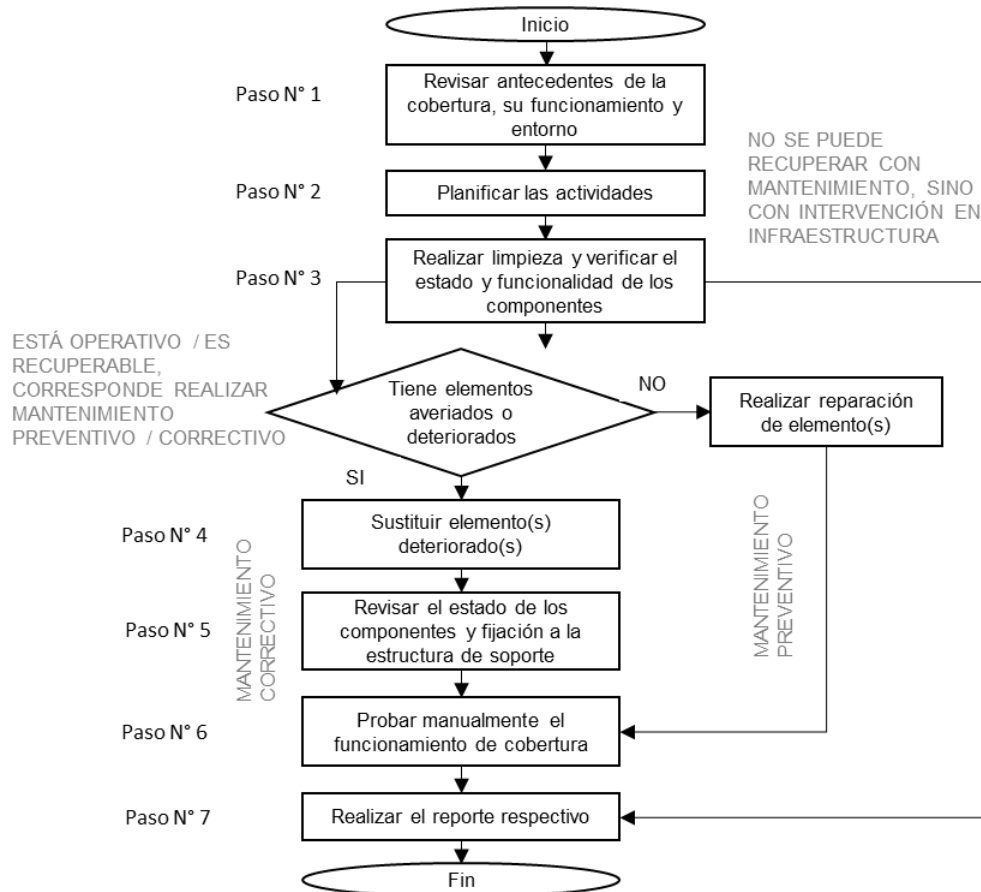 Inicio
Paso N° 1
Revisar antecedentes de la
cobertura, su funcionamiento y
entorno
NO SE PUEDE
RECUPERAR CON
MANTENIMIENTO, SINO
CON INTERVENCIÓN EN
INFRAESTRUCTURA
Paso N° 2
Planificar las actividades
Paso N° 3
Realizar limpieza y verificar el
estado y funcionalidad de los
componentes
ESTÁ OPERATIVO / ES
RECUPERABLE,
CORRESPONDE REALIZAR
MANTENIMIENTO
PREVENTIVO / CORRECTIVO
Tiene elementos
averiados o
deteriorados
NO
Realizar reparación
de elemento(s)
SI
Paso N° 4
Sustituir elemento(s)
deteriorado(s)
MANTENIMIENTO
CORRECTIVO
MANTENIMIENTO
PREVENTIVO
Paso N° 5
Revisar el estado de los
componentes y fijación a la
estructura de soporte
Paso N° 6
Probar manualmente el
funcionamiento de cobertura
Paso N° 7
Realizar el reporte respectivo
Fin